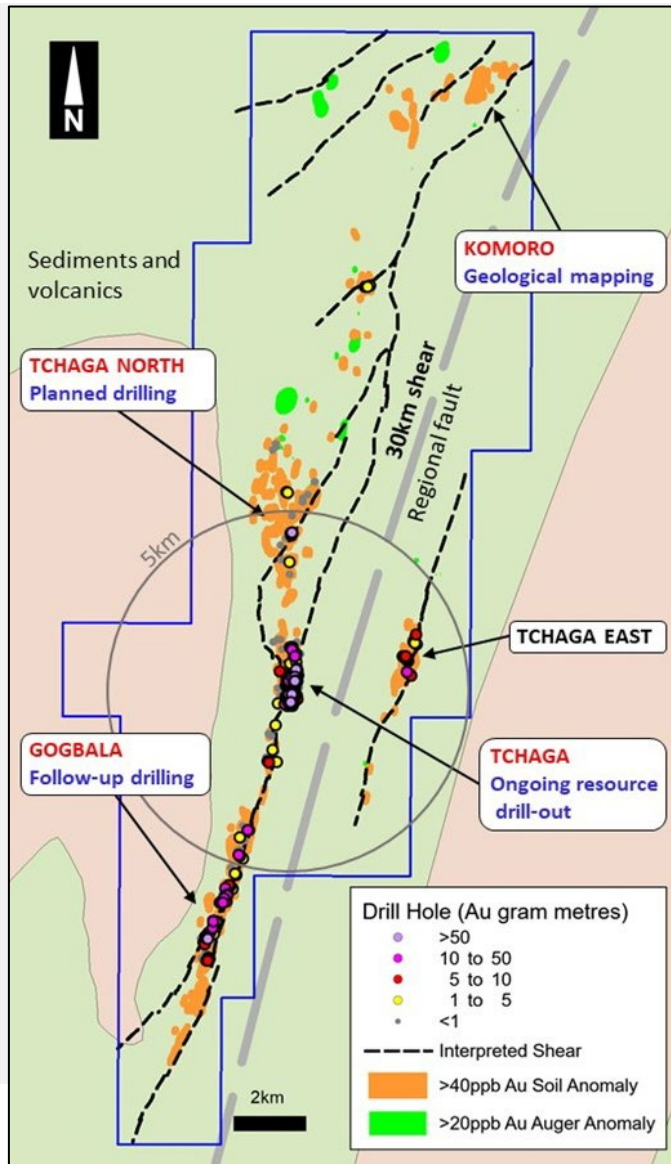 N
KOMORO
Geological mapping
Sediments and
volcanics
TCHAGA NORTH
Planned drilling
30km shear
Regional fault
5km
TCHAGA EAST
GOGBALA
Follow-up drilling
TCHAGA
Ongoing resource
drill-out
Drill Hole (Au gram metres)
>50
10 to 50
5 to 10
1 to 5
<1
Interpreted Shear
>40ppb Au Soil Anomaly
>20ppb Au Auger Anomaly
2km